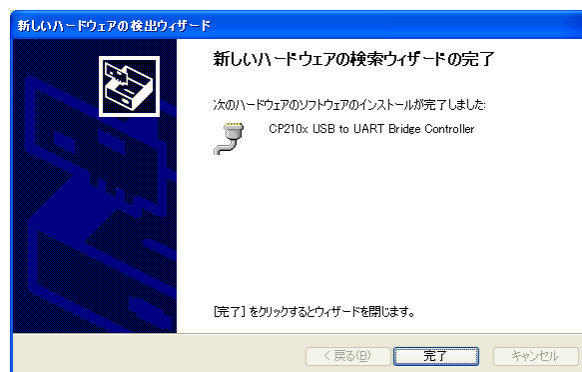 新しいハードウェアの検出ウィザード
新しいハードウェアの検索ウィザードの完了
次のハードウェアのソフトウェアのインストールが完了しました:
CP210x USB to UART Bridge Controller
[完了] をクリックするとウィザードを閉じます。
< 戻る(B)
完了
キャンセル